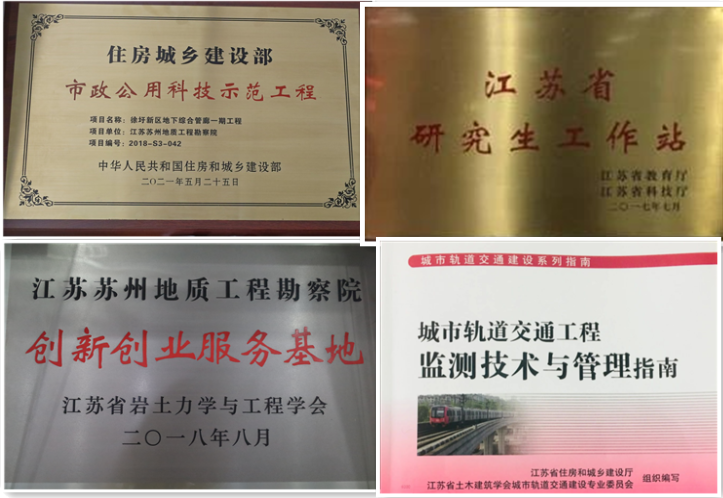 住房城乡建设部
市政公用科技示范工程
项目名称：徐圩新区地下综合管廊一期工程
项目单位：江苏苏州地质工程勘察院
项目编号：2018-S3-042
中华人民共和国住房和城乡建设部
二〇二一年五月二十五日
江苏省
研究生工作站
江苏省教育厅
江苏省科技厅
二〇一七年七月
江苏苏州地质工程勘察院
创新创业服务基地
江苏省岩土力学与工程学会
二〇一八年八月
城市轨道交通建设系列指南
城市轨道交通工程
监测技术与管理指南
江苏省住房和城乡建设厅
江苏省土木建筑学会城市轨道交通建设专业委员会
组织编写